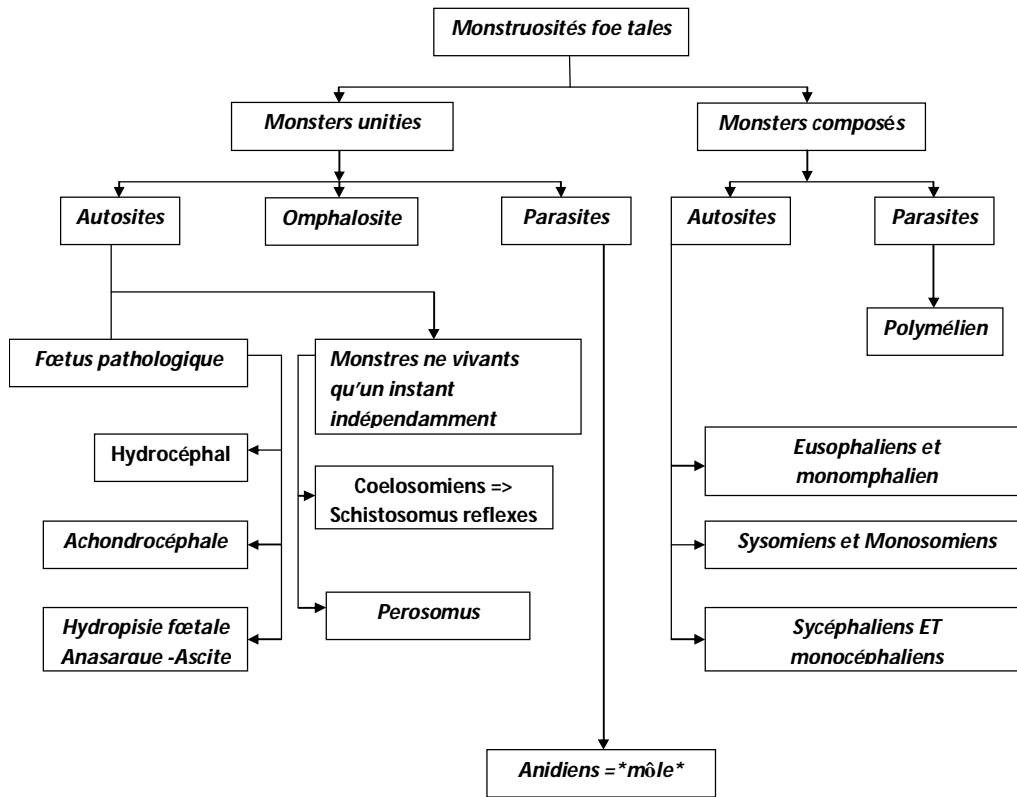 Monstruosités foe tales
Monsters unities
Monsters composés
Autosites
Omphalosite
Parasites
Autosites
Parasites
Polymélien
Fœtus pathologique
Monstres ne vivants
qu'un instant
indépendamment
Hydrocéphal
Coelosomiens =>
Schistosomus reflexes
Achondrocéphale
Perosomus
Hydropisie fœtale
Anasarque -Ascite
Eusophaliens et
monomphalien
Sysomiens et Monosomiens
Sycéphaliens ET
monocéphaliens
Anidiens =*môle*